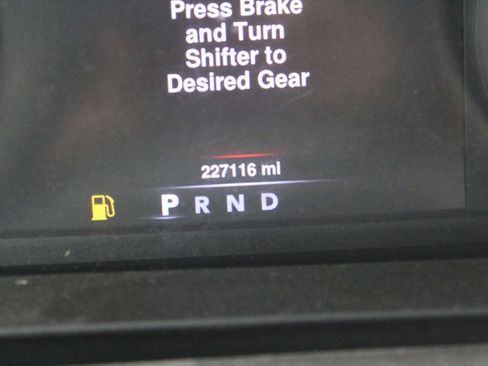 Press Brake
and Turn
Shifter to
Desired Gear
227116 mi
P R N D